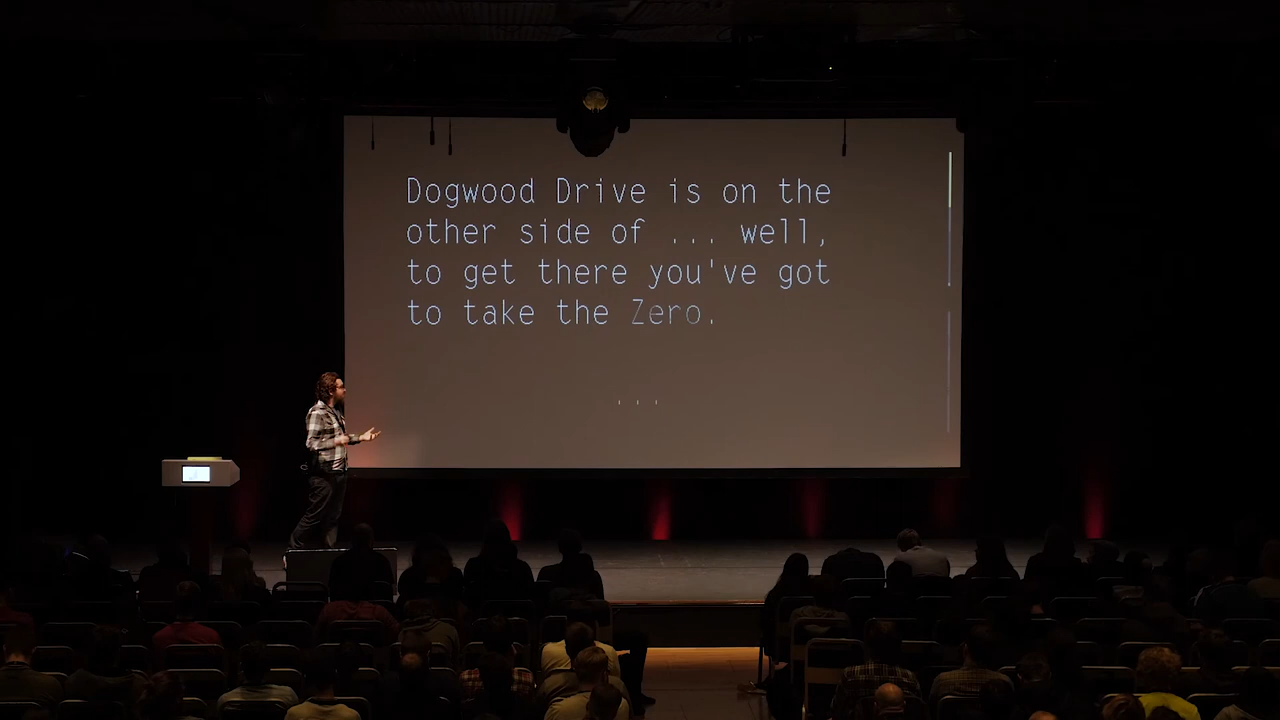 Dogwood Drive is on the
other side of ... well,
to get there you've got
to take the Zero.
...